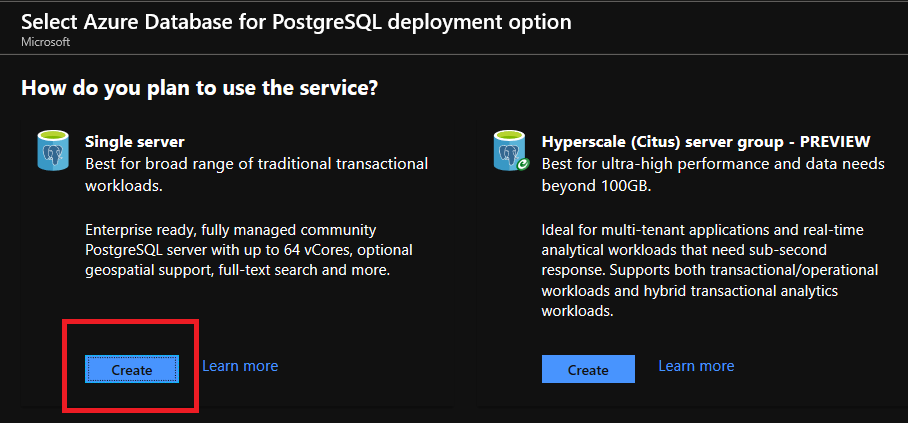 Select Azure Database for PostgreSQL deployment option
Microsoft
How do you plan to use the service?
Single server
Best for broad range of traditional transactional
workloads.
Enterprise ready, fully managed community
PostgreSQL server with up to 64 vCores, optional
geospatial support, full-text search and more.
Create
Learn more
Hyperscale (Citus) server group - PREVIEW
Best for ultra-high performance and data needs
beyond 100GB.
Ideal for multi-tenant applications and real-time
analytical workloads that need sub-second
response. Supports both transactional/operational
workloads and hybrid transactional analytics
workloads.
Create
Learn more